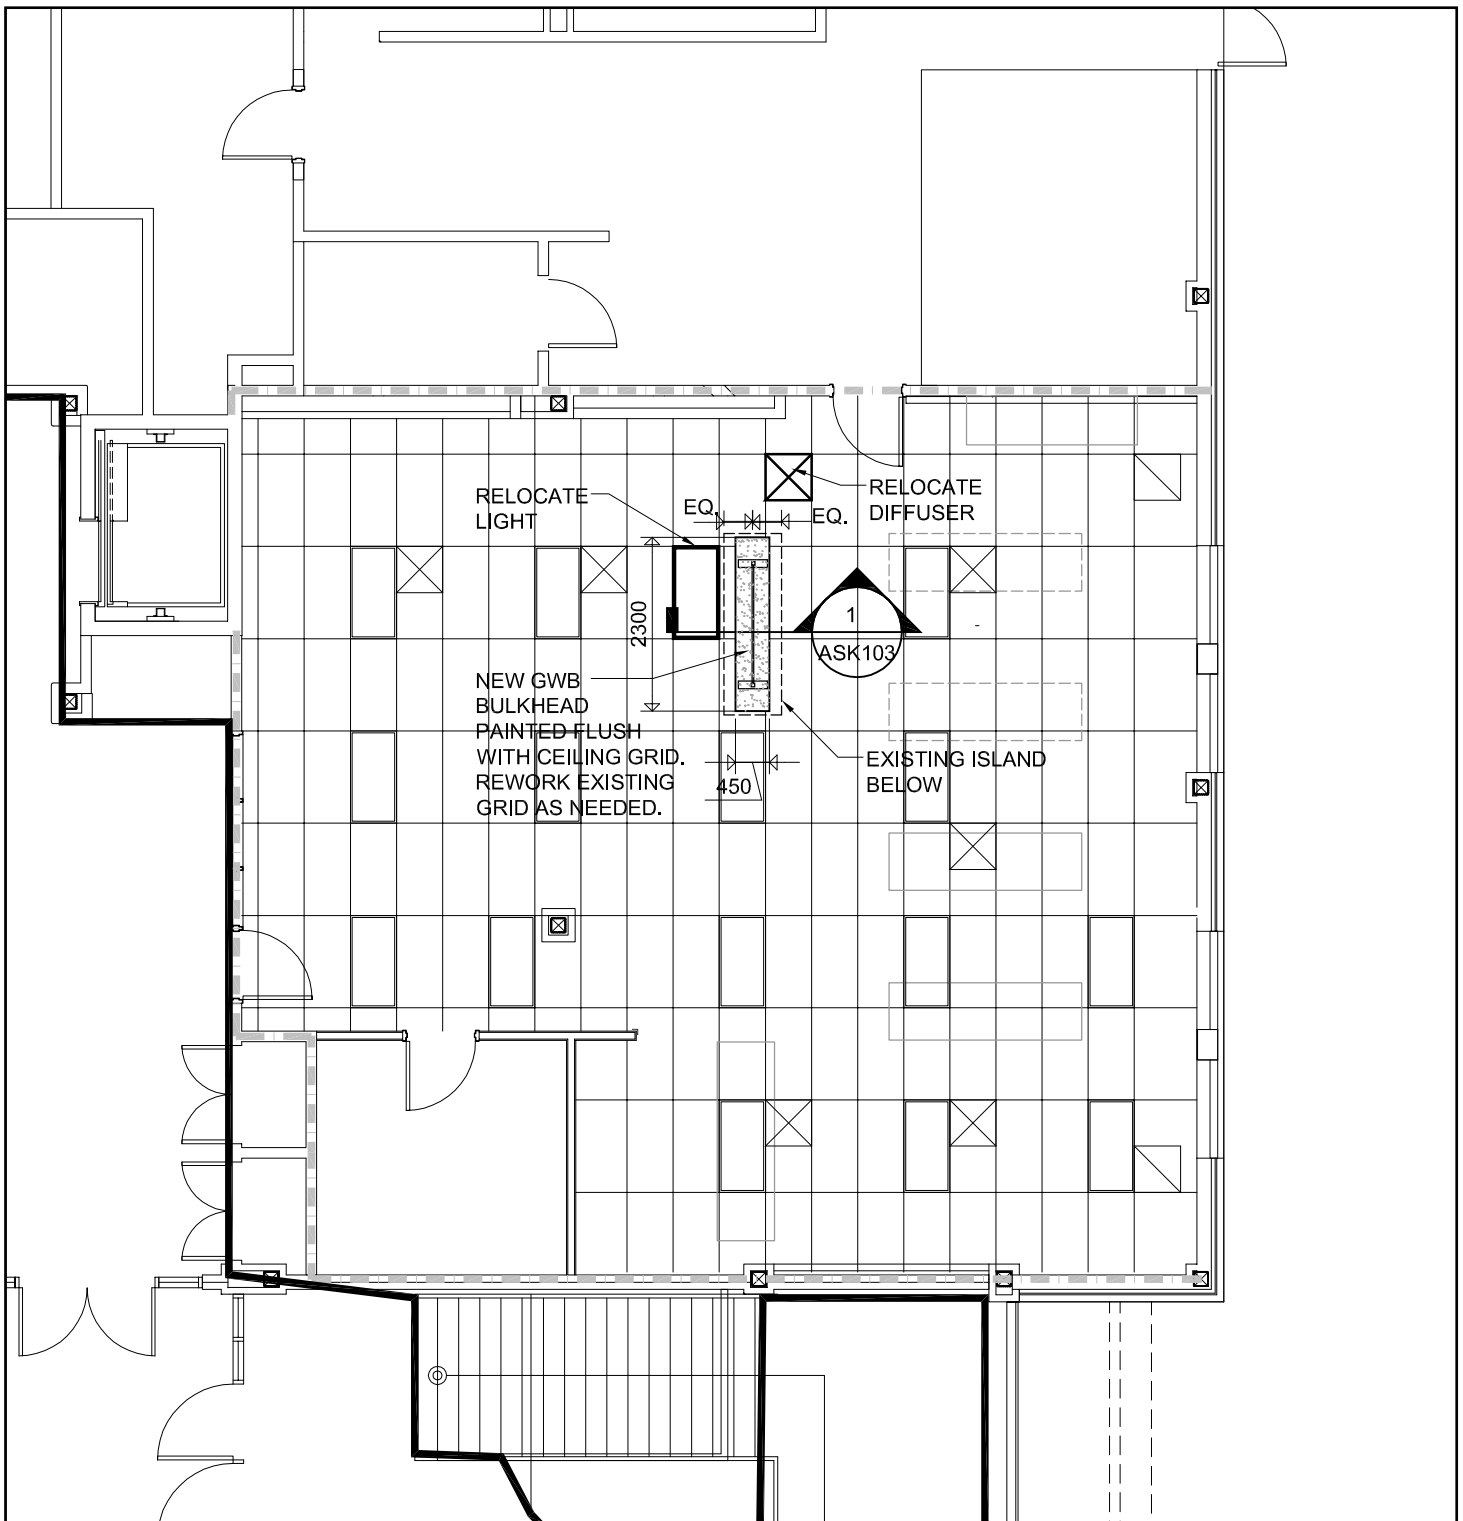 RELOCATE
LIGHT
EQ.
EQ.
RELOCATE
DIFFUSER
2300
1
ASK103
NEW GWB
BULKHEAD
PAINTED FLUSH
WITH CEILING GRID.
REWORK EXISTING
GRID AS NEEDED.
450
EXISTING ISLAND
BELOW